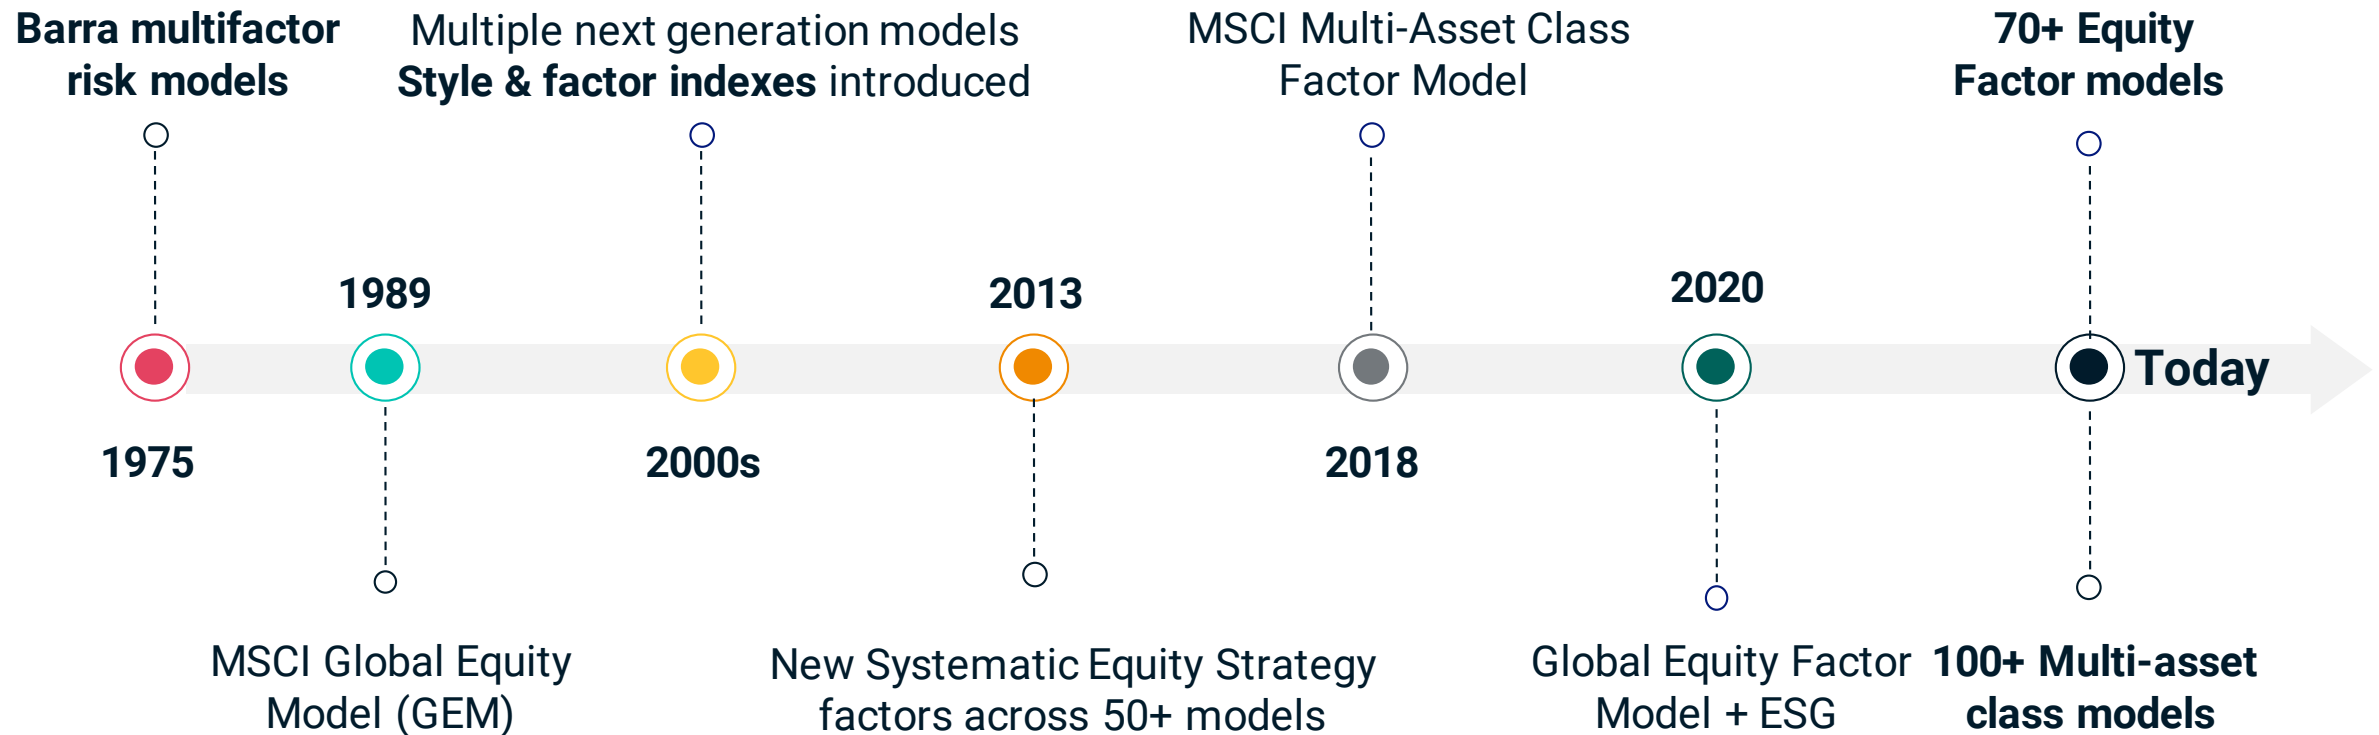 Barra multifactor
risk models
Multiple next generation models
Style & factor indexes introduced
MSCI Multi-Asset Class
Factor Model
70+ Equity
Factor models
1989
2013
2020
Today
1975
2000s
2018
MSCI Global Equity
Model (GEM)
New Systematic Equity Strategy
factors across 50+ models
Global Equity Factor
Model + ESG
100+ Multi-asset
class models